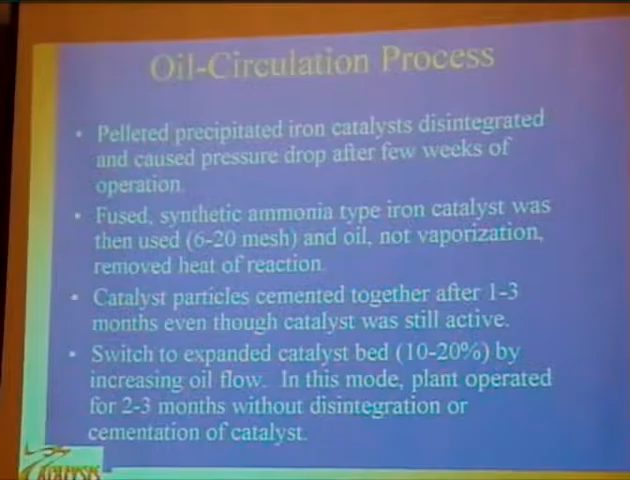 Oil-Circulation Process
• Pelleted precipitated iron catalysts disintegrated
and caused pressure drop after few weeks of
operation.
• Fused, synthetic ammonia type iron catalyst was
then used (6-20 mesh) and oil, not vaporization,
removed heat of reaction.
• Catalyst particles cemented together after 1-3
months even though catalyst was still active.
• Switch to expanded catalyst bed (10-20%) by
increasing oil flow. In this mode, plant operated
for 2-3 months without disintegration or
cementation of catalyst.